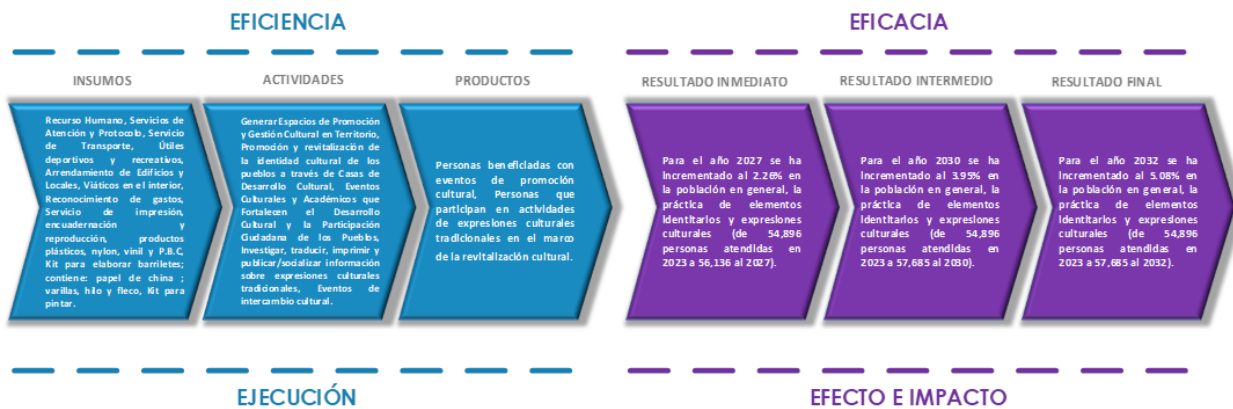 EFICIENCIA
EFICACIA
INSUMOS
ACTIVIDADES
PRODUCTOS
RESULTADO INMEDIATO
RESULTADO INTERMEDIO
RESULTADO FINAL
Recurso Humano, Servicios de
Atención y Protocolo, Servicio
de Transporte, Útiles
deportivos y recreativos,
Arrendamiento de Edificios y
Locales, Viáticos en el interior,
Reconocimiento de gastos,
Servicio de impresión,
encuadernación y
reproducción, productos
plásticos, nylon, vinil y P.B.C,
Kit para elaborar barriletes;
contiene: papel de china ;
varillas, hilo y fleco, Kit para
pintar.
Generar Espacios de Promoción
y Gestión Cultural en Territorio,
Promoción y revitalización de
la identidad cultural de los
pueblos a través de Casas de
Desarrollo Cultural, Eventos
Culturales y Académicos que
Fortalecen el Desarrollo
Cultural y la Participación
Ciudadana de los Pueblos,
Investigar, traducir, imprimir y
publicar/socializar información
sobre expresiones culturales
tradicionales, Eventos de
intercambio cultural.
Personas beneficiadas con
eventos de promoción
cultural, Personas que
participan en actividades
de expresiones culturales
tradicionales en el marco
de la revitalización cultural.
Para el año 2027 se ha
Incrementado al 2.26% en
la población en general, la
práctica de elementos
identitarios y expresiones
culturales (de 54,896
personas atendidas en
2023 a 56,136 al 2027).
Para el año 2030 se ha
Incrementado al 3.95% en
la población en general, la
práctica de elementos
identitarios y expresiones
culturales (de 54,896
personas atendidas en
2023 a 57,685 al 2030).
Para el año 2032 se ha
Incrementado al 5.08% en
la población en general, la
práctica de elementos
identitarios y expresiones
culturales (de 54,896
personas atendidas en
2023 a 57,685 al 2032).
EJECUCIÓN
EFECTO E IMPACTO